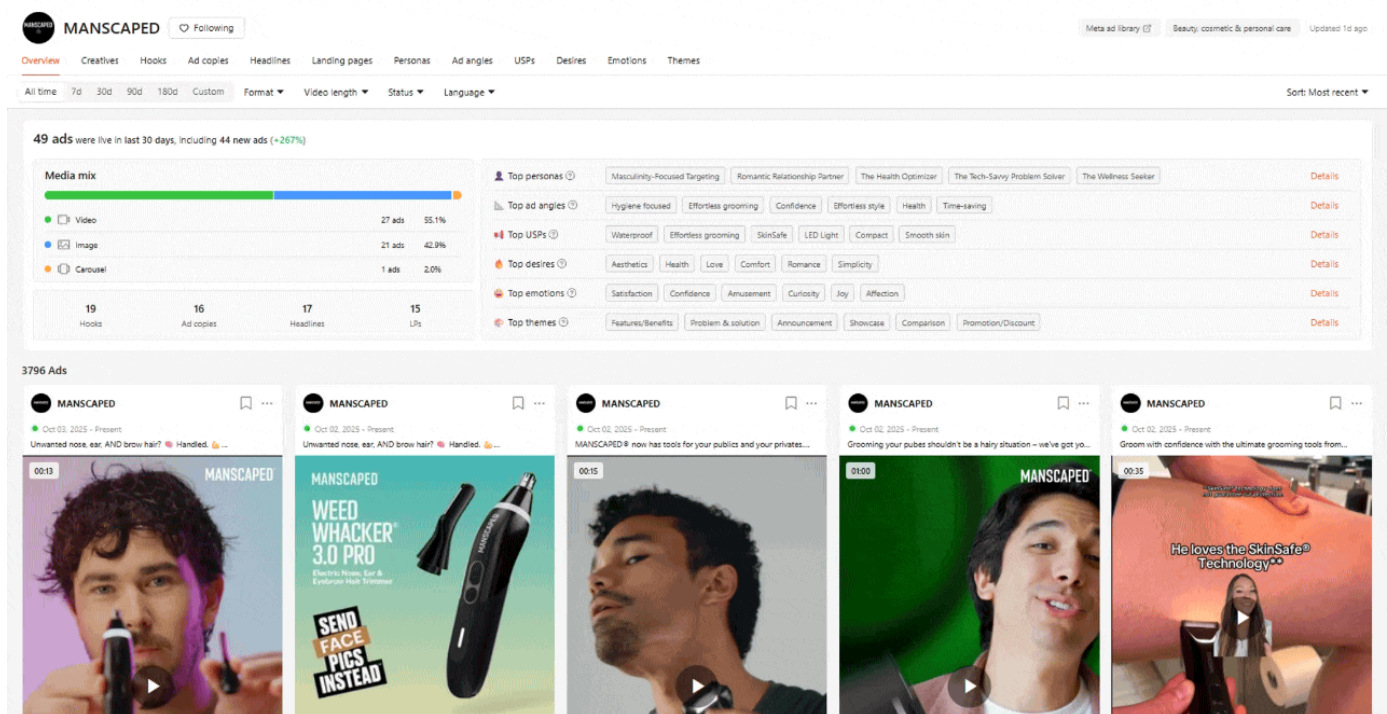 MANSCAPED
MANSCAPED Following Meta ad library Beauty, cosmetic & personal care Updated 1d ago
Overview Creatives Hooks Ad copies Headlines Landing pages Personas Ad angles USPs Desires Emotions Themes
All time 7d 30d 90d 180d Custom Format Video length Status Language Sort: Most recent
49 ads were live in last 30 days, including 44 new ads (+267%)
Media mix
Video 27 ads 55.1%
Image 21 ads 42.9%
Carousel 1 ads 2.0%
19 16 17 15
Hooks Ad copies Headlines LPs
Top personas Masculinity-Focused Targeting Romantic Relationship Partner The Health Optimizer The Tech-Savvy Problem Solver The Wellness Seeker Details
Top ad angles Hygiene focused Effortless grooming Confidence Effortless style Health Time-saving Details
Top USPs Waterproof Effortless grooming SkinSafe LED Light Compact Smooth skin Details
Top desires Aesthetics Health Love Comfort Romance Simplicity Details
Top emotions Satisfaction Confidence Amusement Curiosity Joy Affection Details
Top themes Features/Benefits Problem & solution Announcement Showcase Comparison Promotion/Discount Details
3796 Ads
MANSCAPED
Oct 03, 2025 - Present
Unwanted nose, ear, AND brow hair? 👃 Handled. 💪...
00:13
MANSCAPED
MANSCAPED
Oct 02, 2025 - Present
Unwanted nose, ear, AND brow hair? 👃 Handled. 💪...
MANSCAPED
WEED
WHACKER®
3.0 PRO
Electric Nose, Ear &
Eyebrow Hair Trimmer
SEND
FACE
PICS
INSTEAD
MANSCAPED
MANSCAPED
Oct 02, 2025 - Present
MANSCAPED® now has tools for your publics and your privates....
00:15
MANSCAPED
Oct 02, 2025 - Present
Grooming your pubes shouldn't be a hairy situation – we've got yo...
01:00
MANSCAPED
MANSCAPED
Oct 02, 2025 - Present
Groom with confidence with the ultimate grooming tools from...
00:35
He loves the SkinSafe®
Technology**